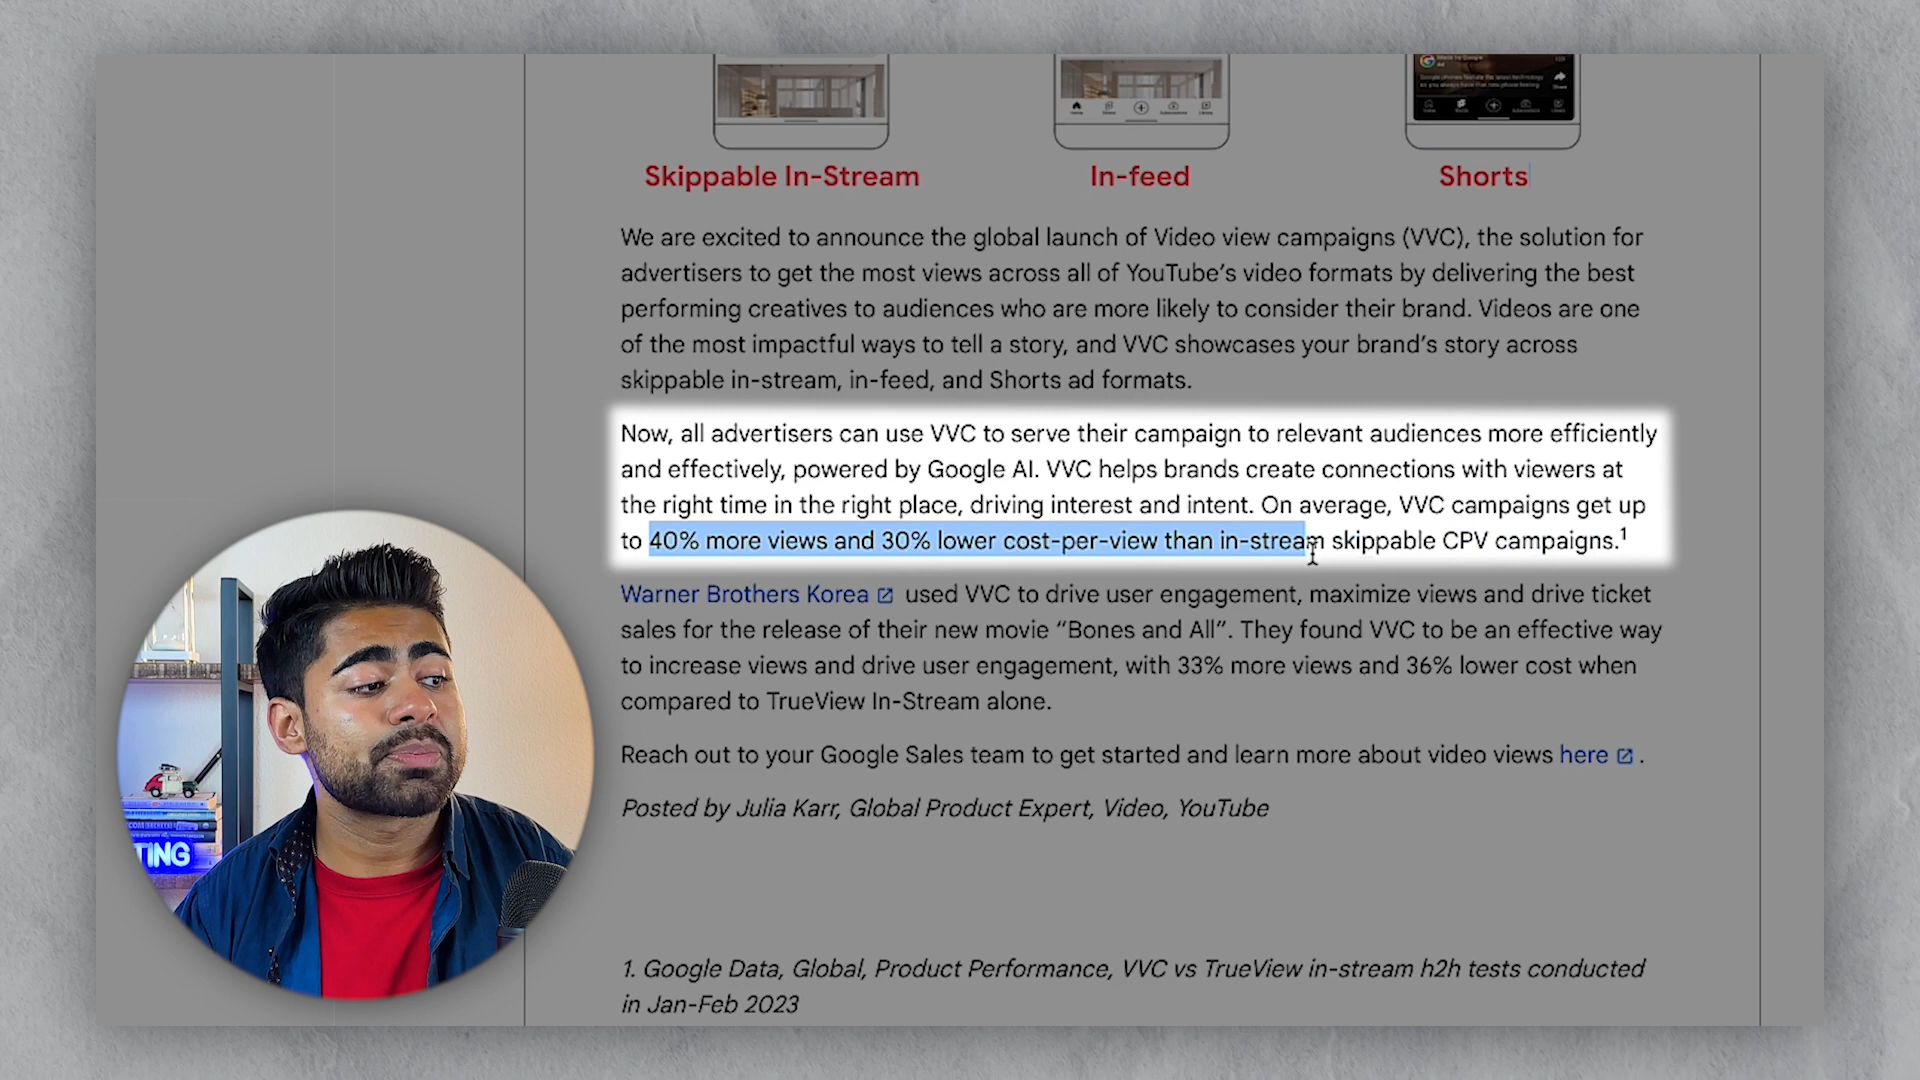 Skippable In-Stream
In-feed
Shorts
We are excited to announce the global launch of Video view campaigns (VVC), the solution for
advertisers to get the most views across all of YouTube's video formats by delivering the best
performing creatives to audiences who are more likely to consider their brand. Videos are one
of the most impactful ways to tell a story, and VVC showcases your brand's story across
skippable in-stream, in-feed, and Shorts ad formats.
Now, all advertisers can use VVC to serve their campaign to relevant audiences more efficiently
and effectively, powered by Google AI. VVC helps brands create connections with viewers at
the right time in the right place, driving interest and intent. On average, VVC campaigns get up
to 40% more views and 30% lower cost-per-view than in-stream skippable CPV campaigns.1
Warner Brothers Korea used VVC to drive user engagement, maximize views and drive ticket
sales for the release of their new movie “Bones and All”. They found VVC to be an effective way
to increase views and drive user engagement, with 33% more views and 36% lower cost when
compared to TrueView In-Stream alone.
Reach out to your Google Sales team to get started and learn more about video views here.
Posted by Julia Karr, Global Product Expert, Video, YouTube
TING
1. Google Data, Global, Product Performance, VVC vs TrueView in-stream h2h tests conducted
in Jan-Feb 2023